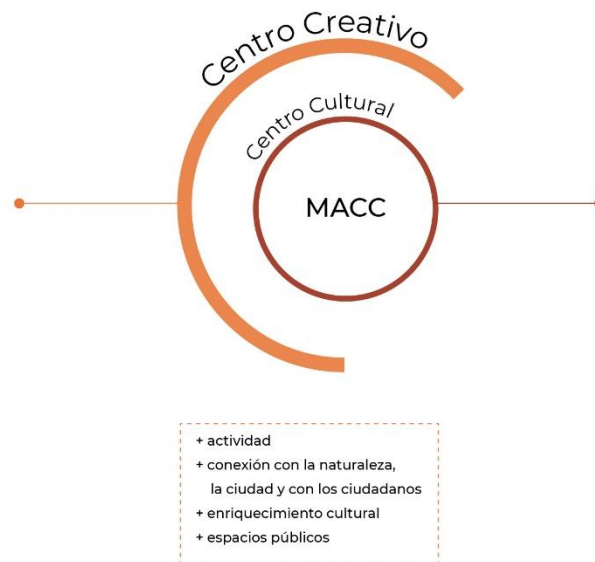 Centro Creativo
Centro Cultural
MACC
+ actividad
+ conexión con la naturaleza,
la ciudad y con los ciudadanos
+ enriquecimiento cultural
+ espacios públicos